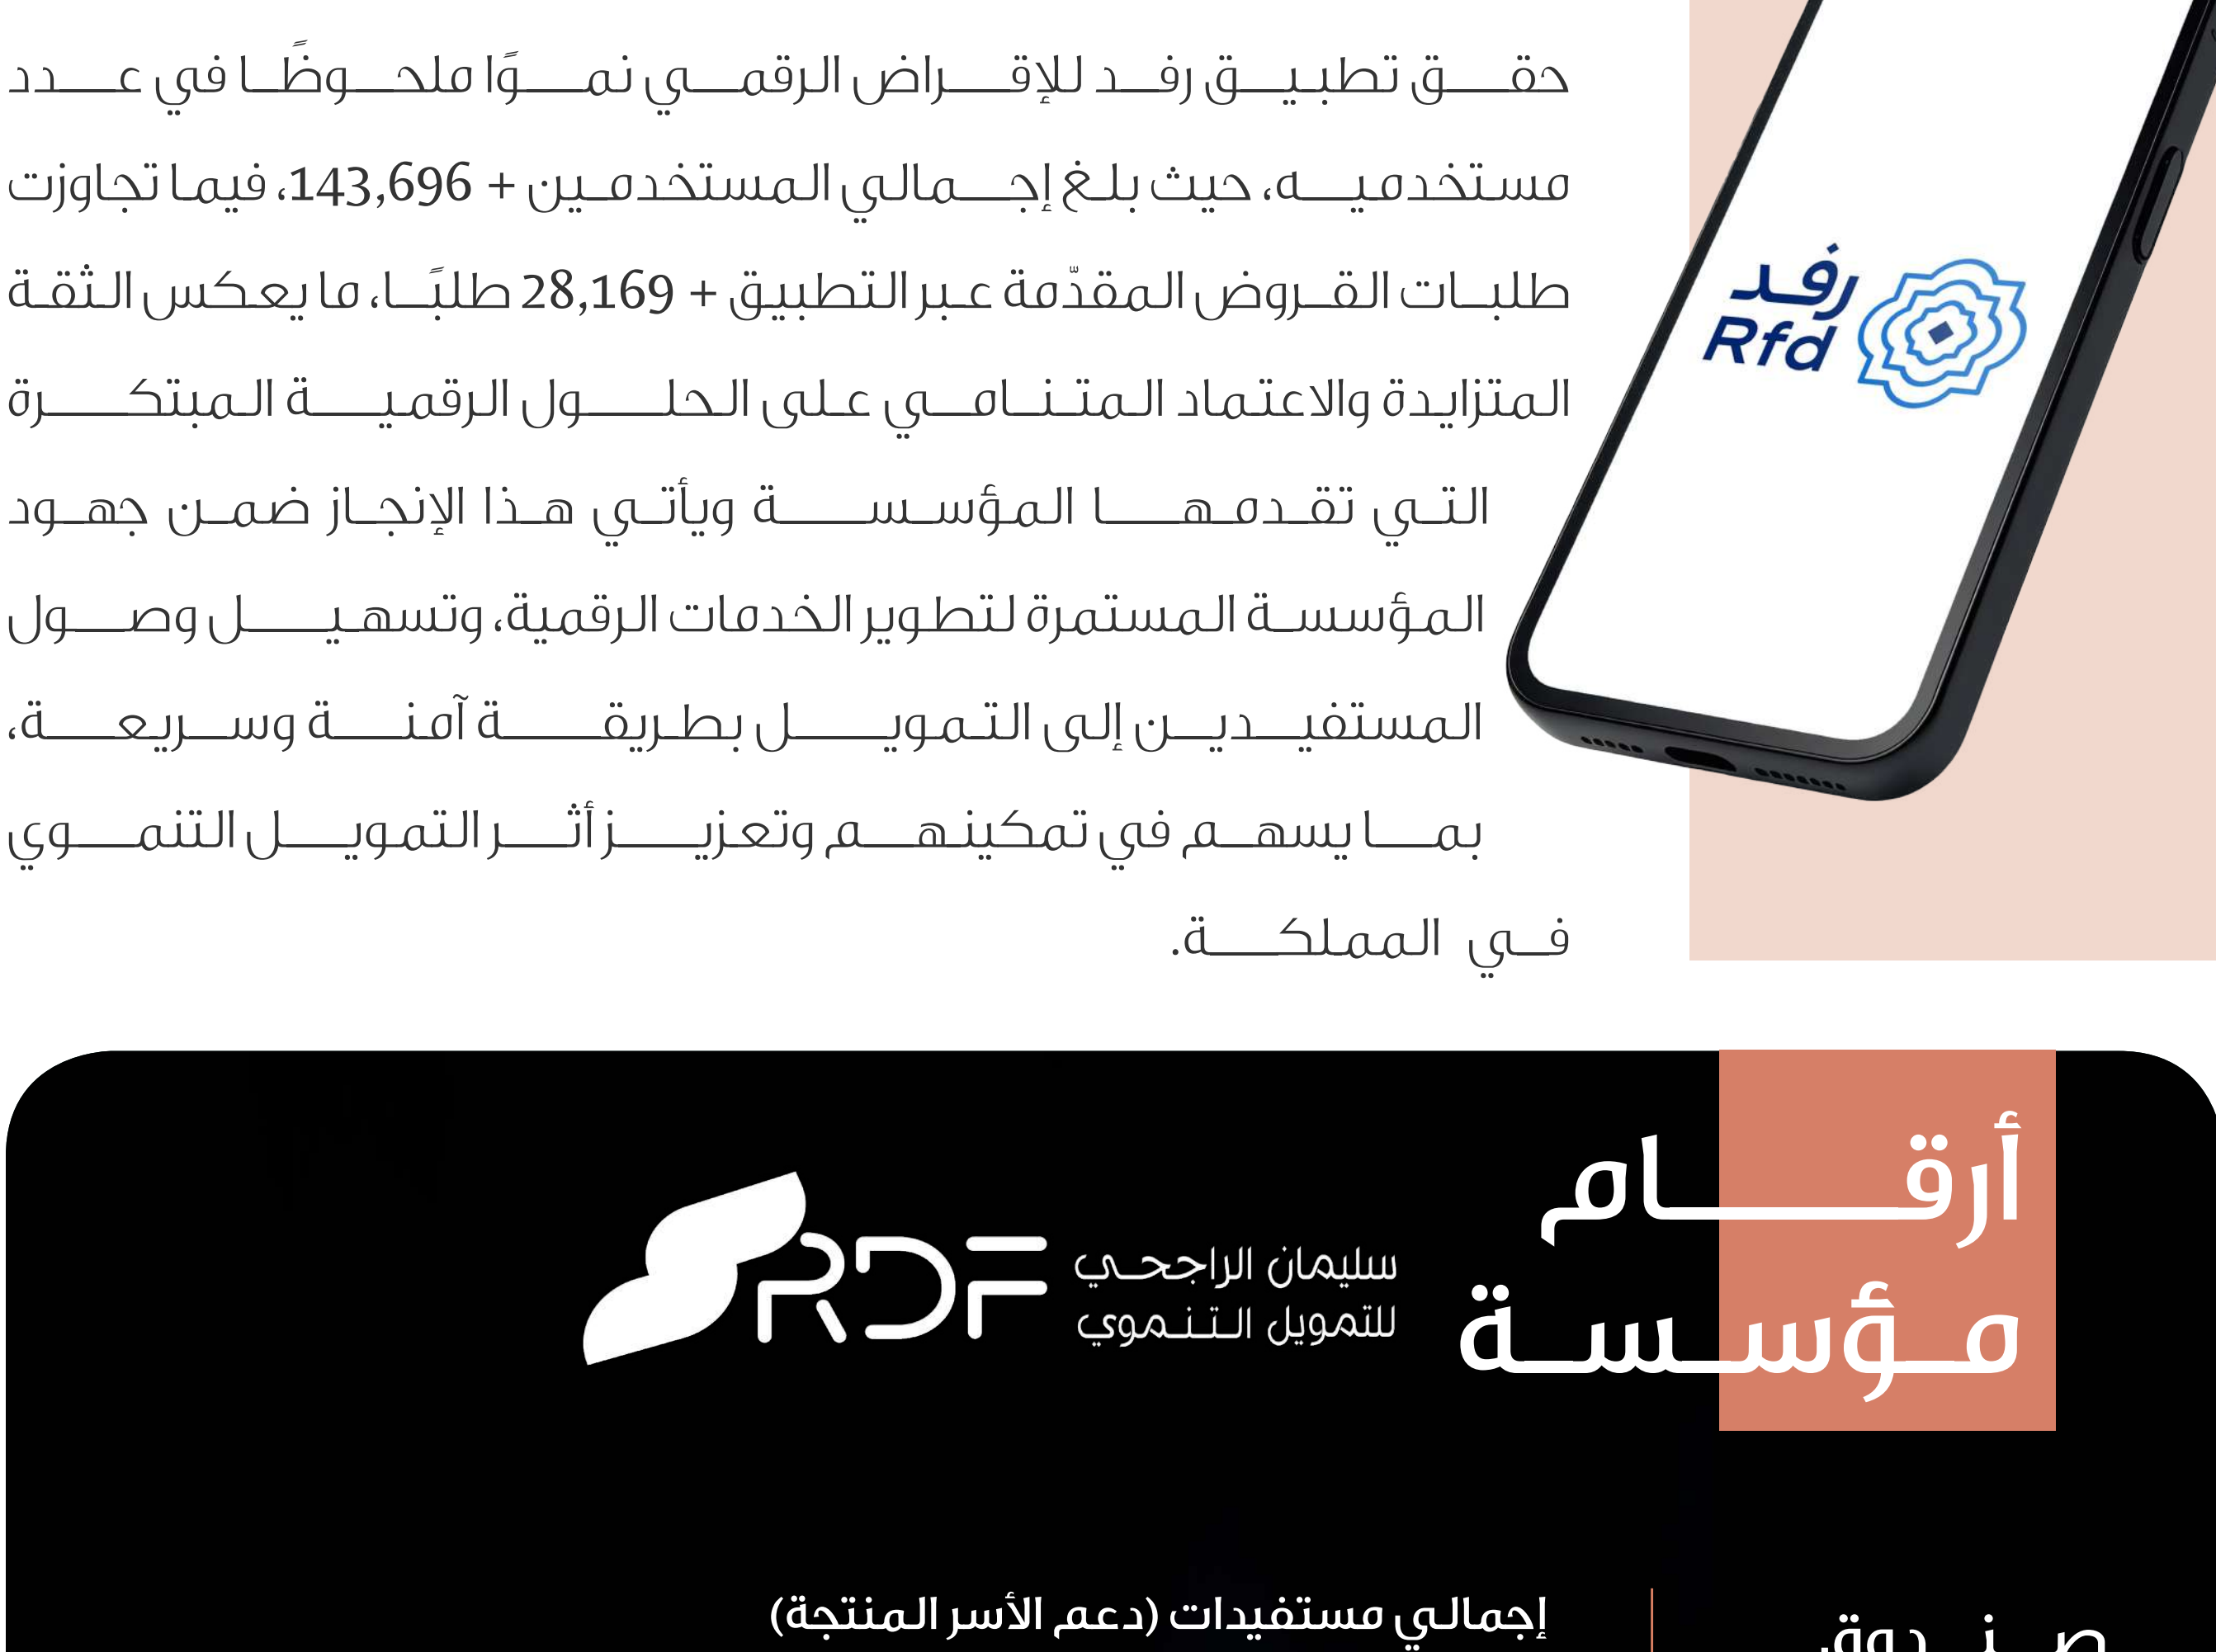 حقق تطبيق رفد للإقراض الرقمي نموًا ملحوظًا في عدد
مستخدميه، حيث بلغ إجمالي المستخدمين + 143,696، فيما تجاوزت
طلبات القروض المقدّمة عبر التطبيق + 28,169 طلبًا، ما يعكس الثقة
المتزايدة والاعتماد المتنامي على الحلول الرقمية المبتكرة
التي تقدمها المؤسسة ويأتي هذا الإنجاز ضمن جهود
المؤسسة المستمرة لتطوير الخدمات الرقمية، وتسهيل وصول
المستفيدين إلى التمويل بطريقة آمنة وسريعة،
بما يسهم في تمكينهم وتعزيز أثر التمويل التنموي
في المملكة.
رفد
Rfd
أرقام
مؤسسة
سليمان الراجحي
للتمويل التنموي
RDF
إجمالي مستفيدات (دعم الأسر المنتجة)
صندوق